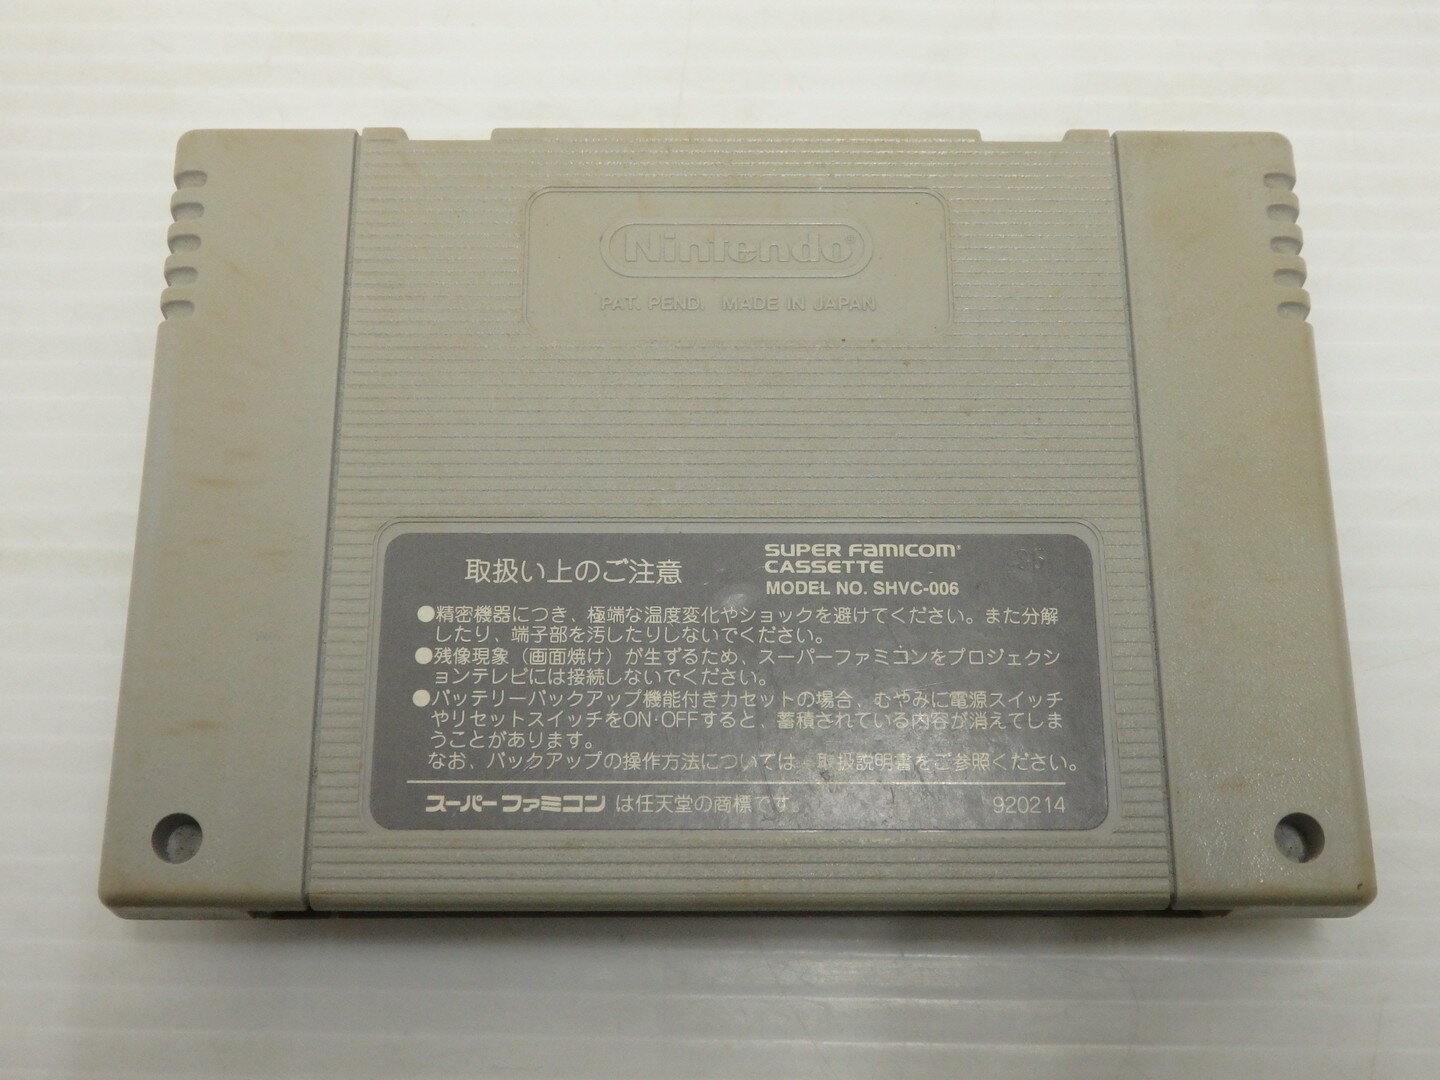 Nintendo®
PAT. PEND. MADE IN JAPAN
取扱い上のご注意
SUPER FAMICOM®
CASSETTE
MODEL NO. SHVC-006
●精密機器につき、極端な温度変化やショックを避けてください。また分解
したり、端子部を汚したりしないでください。
●残像現象（画面焼け）が生ずるため、スーパーファミコンをプロジェクシ
ョンテレビには接続しないでください。
●バッテリーバックアップ機能付きカセットの場合、むやみに電源スイッチ
やリセットスイッチをON·OFFすると、蓄積されている内容が消えてしま
うことがあります。
なお、バックアップの操作方法については、取扱説明書をご参照ください。
スーパーファミコン は任天堂の商標です
920214